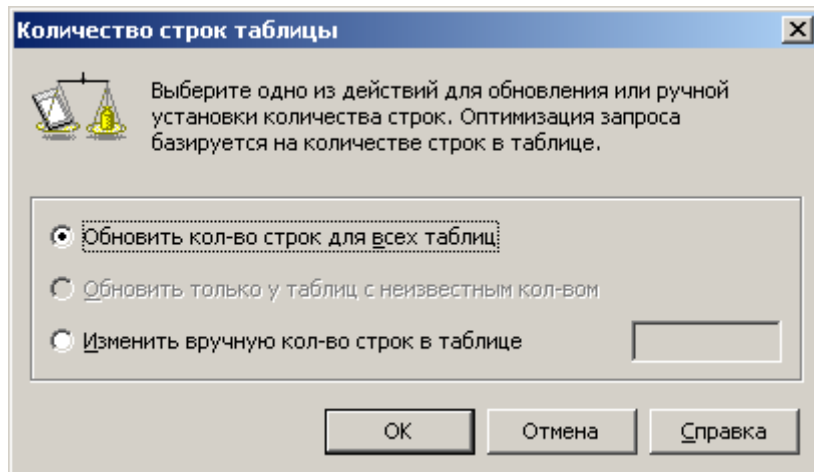 Количество строк таблицы
Выберите одно из действий для обновления или ручной
установки количества строк. Оптимизация запроса
базируется на количестве строк в таблице.
Обновить кол-во строк для всех таблиц
Обновить только у таблиц с неизвестным кол-вом
Изменить вручную кол-во строк в таблице
OK
Отмена
Справка